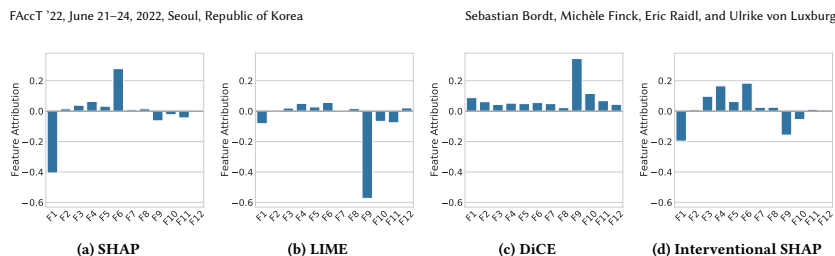 FAccT ’22, June 21–24, 2022, Seoul, Republic of Korea
Sebastian Bordt, Michèle Finck, Eric Raidl, and Ulrike von Luxburg
Feature Attribution
0.2
0.0
−0.2
−0.4
−0.6
F1 F2 F3 F4 F5 F6 F7 F8 F9 F10 F11 F12
(a) SHAP
Feature Attribution
0.2
0.0
−0.2
−0.4
−0.6
F1 F2 F3 F4 F5 F6 F7 F8 F9 F10 F11 F12
(b) LIME
Feature Attribution
0.2
0.0
−0.2
−0.4
−0.6
F1 F2 F3 F4 F5 F6 F7 F8 F9 F10 F11 F12
(c) DiCE
Feature Attribution
0.2
0.0
−0.2
−0.4
−0.6
F1 F2 F3 F4 F5 F6 F7 F8 F9 F10 F11 F12
(d) Interventional SHAP